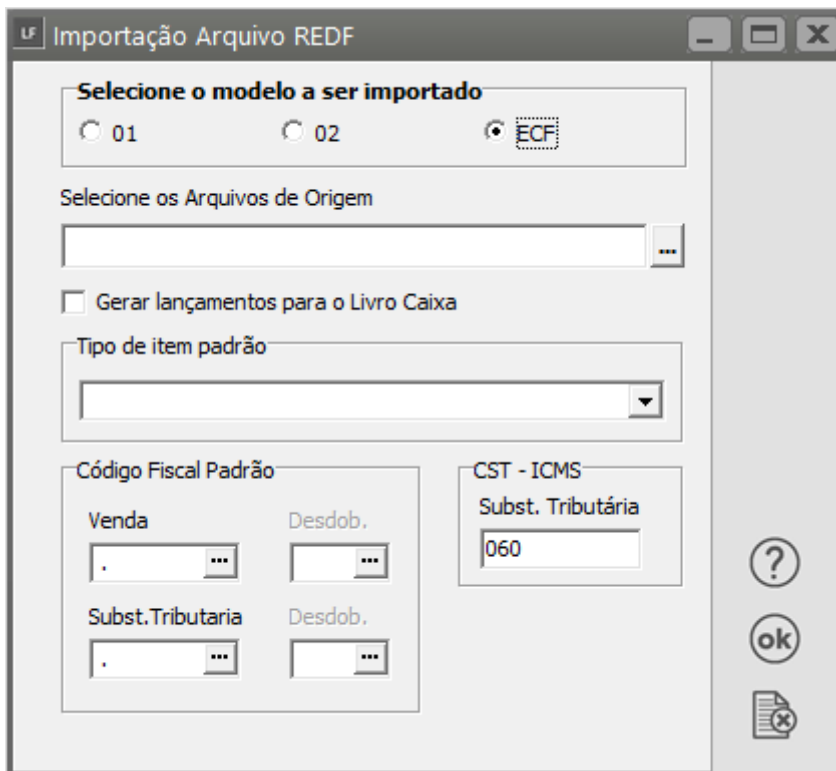 LF Importação Arquivo REDF
Selecione o modelo a ser importado
01 02 ECF
Selecione os Arquivos de Origem
...
Gerar lançamentos para o Livro Caixa
Tipo de item padrão
Código Fiscal Padrão
Venda Desdob.
. ... ...
Subst.Tributaria Desdob.
. ... ...
CST - ICMS
Subst. Tributária
060
?
ok